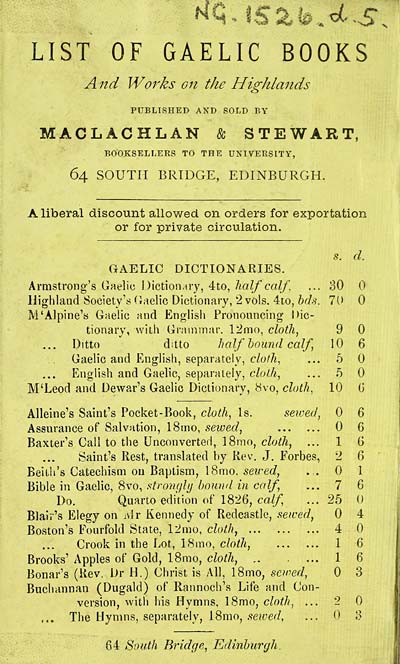 NG.1526.d.5.
LIST OF GAELIC BOOKS
And Works on the Highlands
PUBLISHED AND SOLD BY
MACLACHLAN & STEWART,
BOOKSELLERS TO THE UNIVERSITY,
64 SOUTH BRIDGE, EDINBURGH.
A liberal discount allowed on orders for exportation
or for private circulation.
s. d.
GAELIC DICTIONARIES.
Armstrong's Gaelic Dictionary, 4to, half calf, ... 30 0
Highland Society's Gaelic Dictionary, 2 vols. 4to, bds. 70 0
M'Alpine's Gaelic and English Pronouncing Dic-
tionary, with Grammar. 12mo, cloth, 9 0
... Ditto ditto half bound calf, 10 6
Gaelic and English, separately, cloth, ... 5 0
... English and Gaelic, separately, cloth, ... 5 0
M'Leod and Dewar's Gaelic Dictionary, 8vo, cloth, 10 6
Alleine's Saint's Pocket-Book, cloth, 1s. sewed, 0 6
Assurance of Salvation, 18mo, sewed, ... ... 0 6
Baxter's Call to the Unconverted, 18mo, cloth, ... 1 6
... Saint's Rest, translated by Rev. J. Forbes, 2 6
Beith's Catechism on Baptism, 18mo. sewed, . . 0 1
Bible in Gaelic, 8vo, strongly bound in calf, ... 7 6
Do. Quarto edition of 1826, calf, ... 25 0
Blair's Elegy on Mr Kennedy of Redcastle, sewed, 0 4
Boston's Fourfold State, 12mo, cloth, ... ... ... 4 0
... Crook in the Lot, 18mo, cloth, ... ... 1 6
Brooks' Apples of Gold, 18mo, cloth, .. . ... 1 6
Bonar's (Rev. Dr H.) Christ is All, 18mo, sewed, 0 3
Buchannan (Dugald) of Rannoch's Life and Con-
version, with his Hymns, 18mo, cloth, ... 2 0
... The Hymns, separately, 18mo, sewed, ... 0 3
64 South Bridge, Edinburgh.